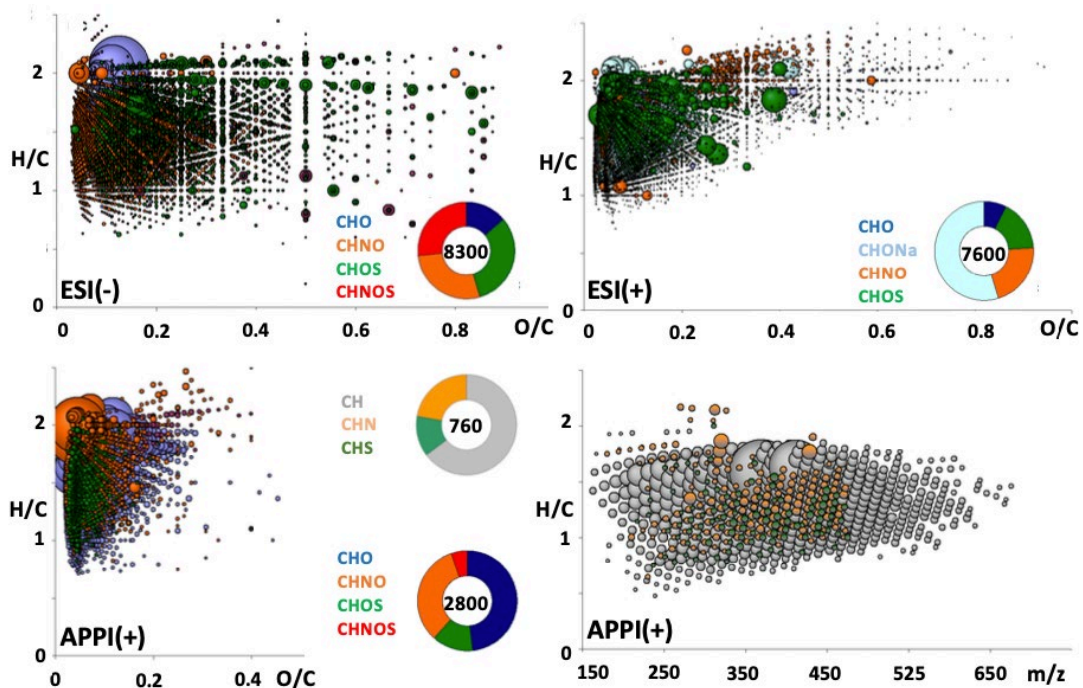 2
H/C
1
0
CHO
CHNO
CHOS
CHNOS
8300
ESI(-)
0 0.2 0.4 0.6 0.8 O/C
2
H/C
1
0
CHO
CHONa
CHNO
CHOS
7600
ESI(+)
0 0.2 0.4 0.6 0.8 O/C
2
H/C
1
0
CH
CHN
CHS
760
CHO
CHNO
CHOS
CHNOS
2800
APPI(+)
0 0.2 0.4 O/C
2
H/C
1
0
APPI(+)
150 250 350 450 525 650 m/z